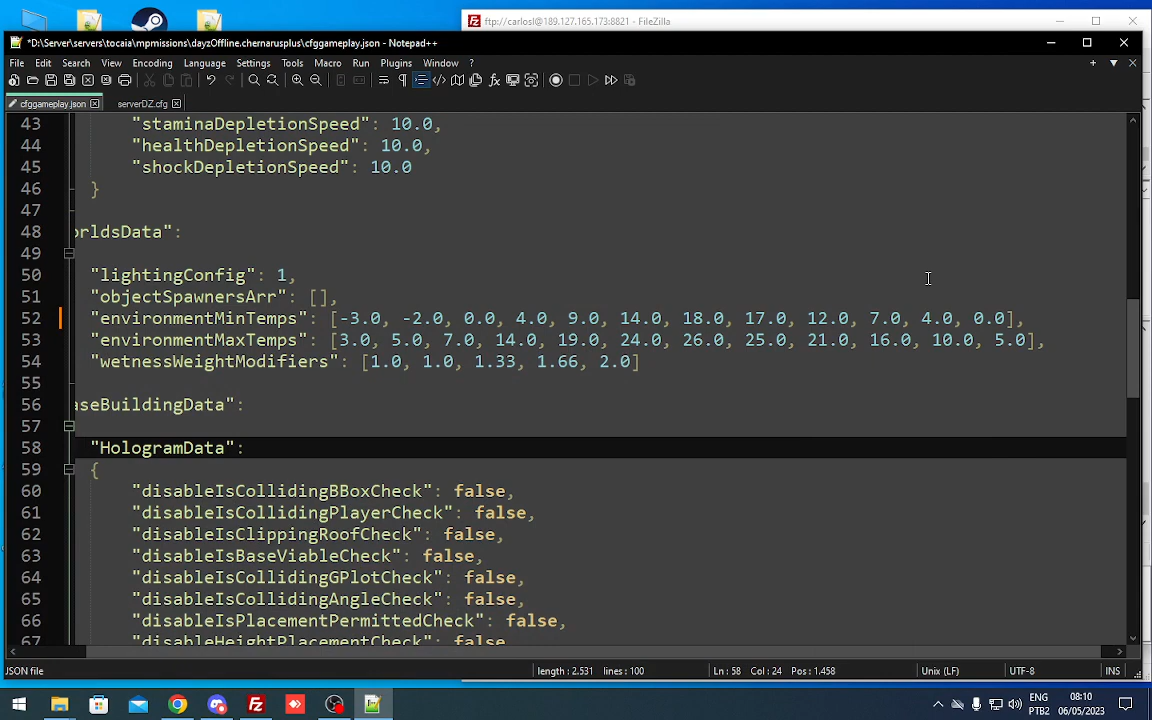 ftp://carlosl@189.127.165.173:8821 - FileZilla
*D:\Server\servers\tocaia\mpmissions\dayzOffline.chernarusplus\cfggameplay.json - Notepad++
File Edit Search View Encoding Language Settings Tools Macro Run Plugins Window ?
cfggameplay.json serverDZ.cfg
43 "staminaDepletionSpeed": 10.0,
44 "healthDepletionSpeed": 10.0,
45 "shockDepletionSpeed": 10.0
46 }
47
48 orldsData":
49
50 "lightingConfig": 1,
51 "objectSpawnersArr": [],
52 "environmentMinTemps": [-3.0, -2.0, 0.0, 4.0, 9.0, 14.0, 18.0, 17.0, 12.0, 7.0, 4.0, 0.0],
53 "environmentMaxTemps": [3.0, 5.0, 7.0, 14.0, 19.0, 24.0, 26.0, 25.0, 21.0, 16.0, 10.0, 5.0],
54 "wetnessWeightModifiers": [1.0, 1.0, 1.33, 1.66, 2.0]
55
56 aseBuildingData":
57
58 "HologramData":
59 {
60 "disableIsCollidingBBoxCheck": false,
61 "disableIsCollidingPlayerCheck": false,
62 "disableIsClippingRoofCheck": false,
63 "disableIsBaseViableCheck": false,
64 "disableIsCollidingGPlotCheck": false,
65 "disableIsCollidingAngleCheck": false,
66 "disableIsPlacementPermittedCheck": false,
67 "disableHeightPlacementCheck": false
JSON file length : 2.531 lines : 100 Ln : 58 Col : 24 Pos : 1.458 Unix (LF) UTF-8 INS
ENG 08:10
PTB2 06/05/2023